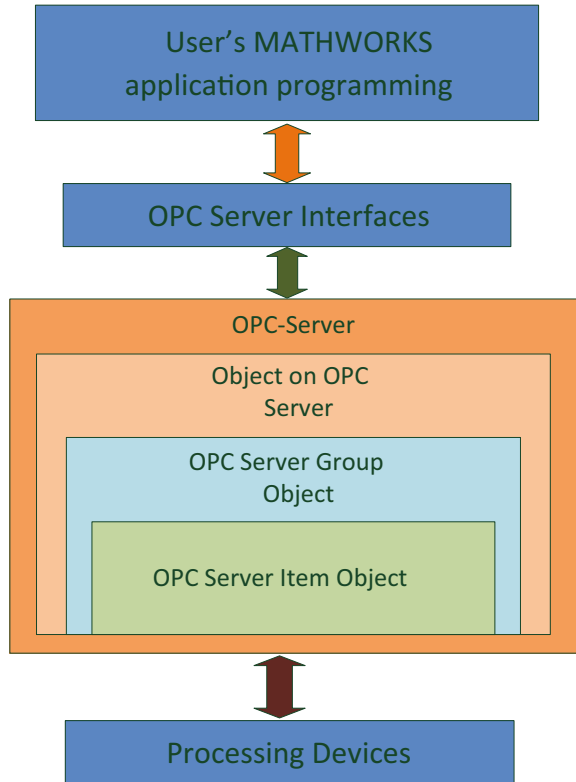 User's MATHWORKS
application programming
OPC Server Interfaces
OPC-Server
Object on OPC
Server
OPC Server Group
Object
OPC Server Item Object
Processing Devices